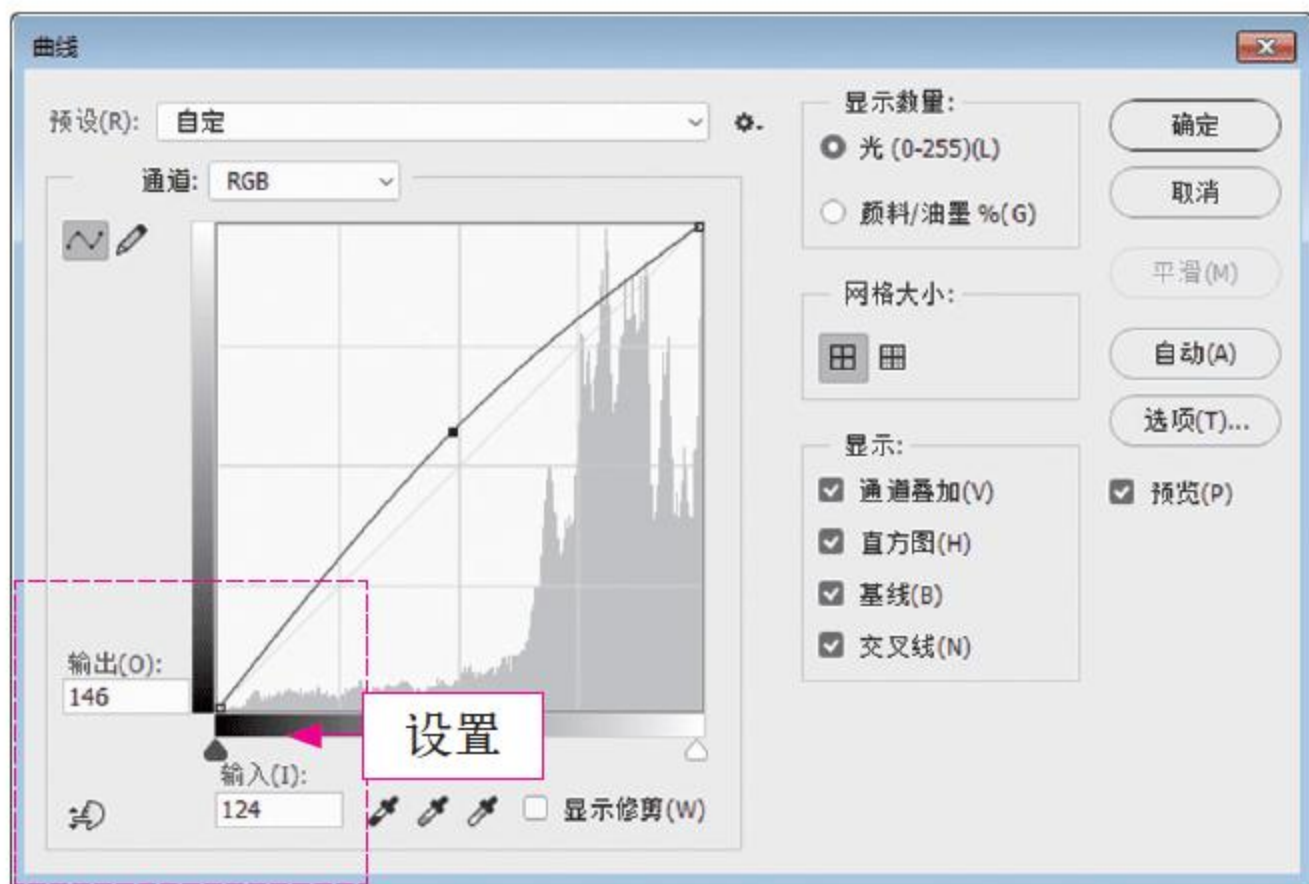 曲线
预设(R): 自定
通道: RGB
输出(O):
146
设置
输入(I):
124
显示修剪(W)
显示数量:
光 (0-255)(L)
颜料/油墨 %(G)
网格大小:
显示:
通道叠加(V)
直方图(H)
基线(B)
交叉线(N)
确定
取消
平滑(M)
自动(A)
选项(T)...
预览(P)